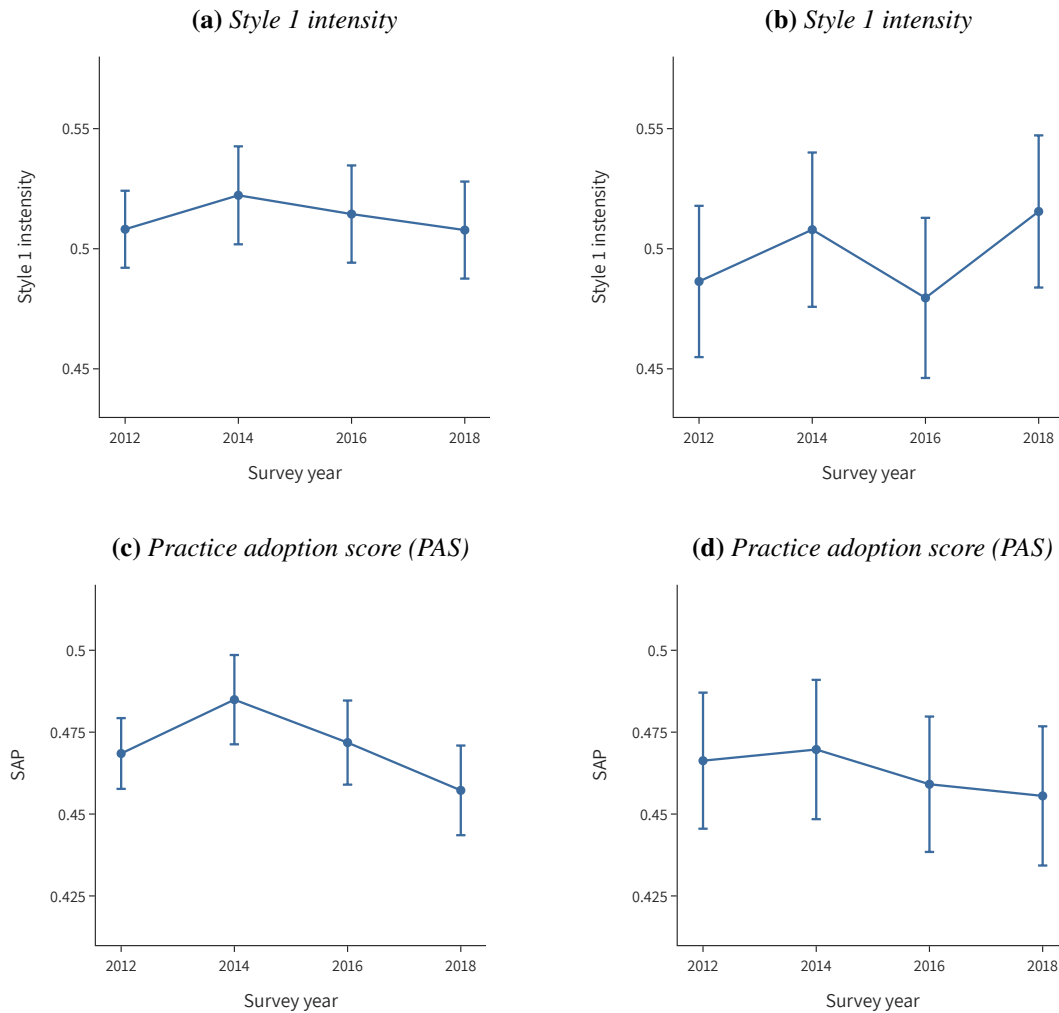 (a) Style 1 intensity
0.55
0.5
0.45
Style 1 instensity
2012 2014 2016 2018
Survey year
(b) Style 1 intensity
0.55
0.5
0.45
Style 1 instensity
2012 2014 2016 2018
Survey year
(c) Practice adoption score (PAS)
0.5
0.475
0.45
0.425
SAP
2012 2014 2016 2018
Survey year
(d) Practice adoption score (PAS)
0.5
0.475
0.45
0.425
SAP
2012 2014 2016 2018
Survey year